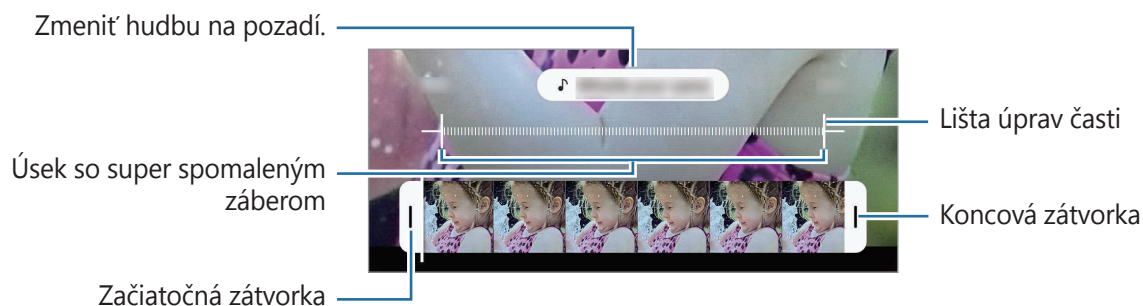 Zmeniť hudbu na pozadí.
Lišta úprav časti
Úsek so super spomaleným
záberom
Koncová zátvorka
Začiatočná zátvorka